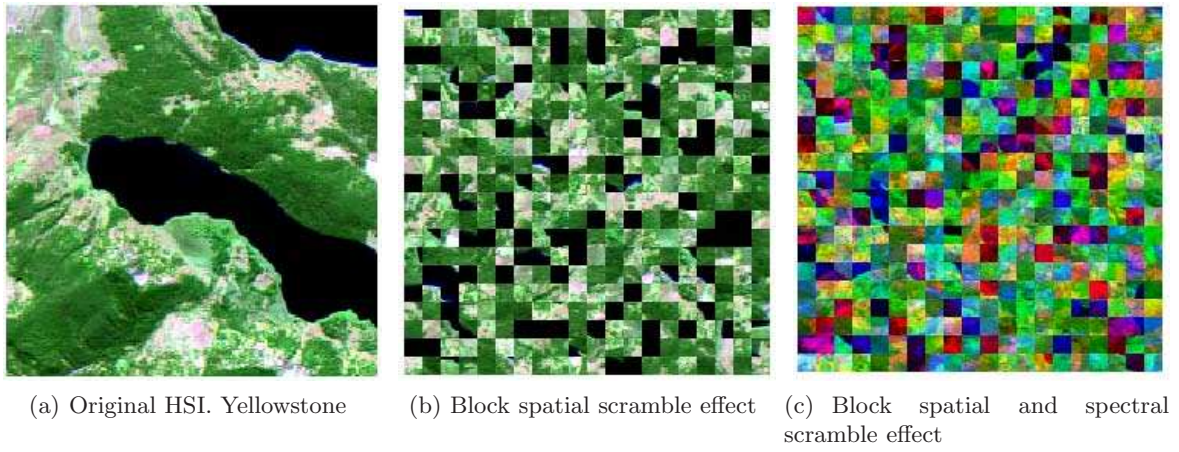 (a) Original HSI. Yellowstone
(b) Block spatial scramble effect
(c) Block spatial and spectral
scramble effect